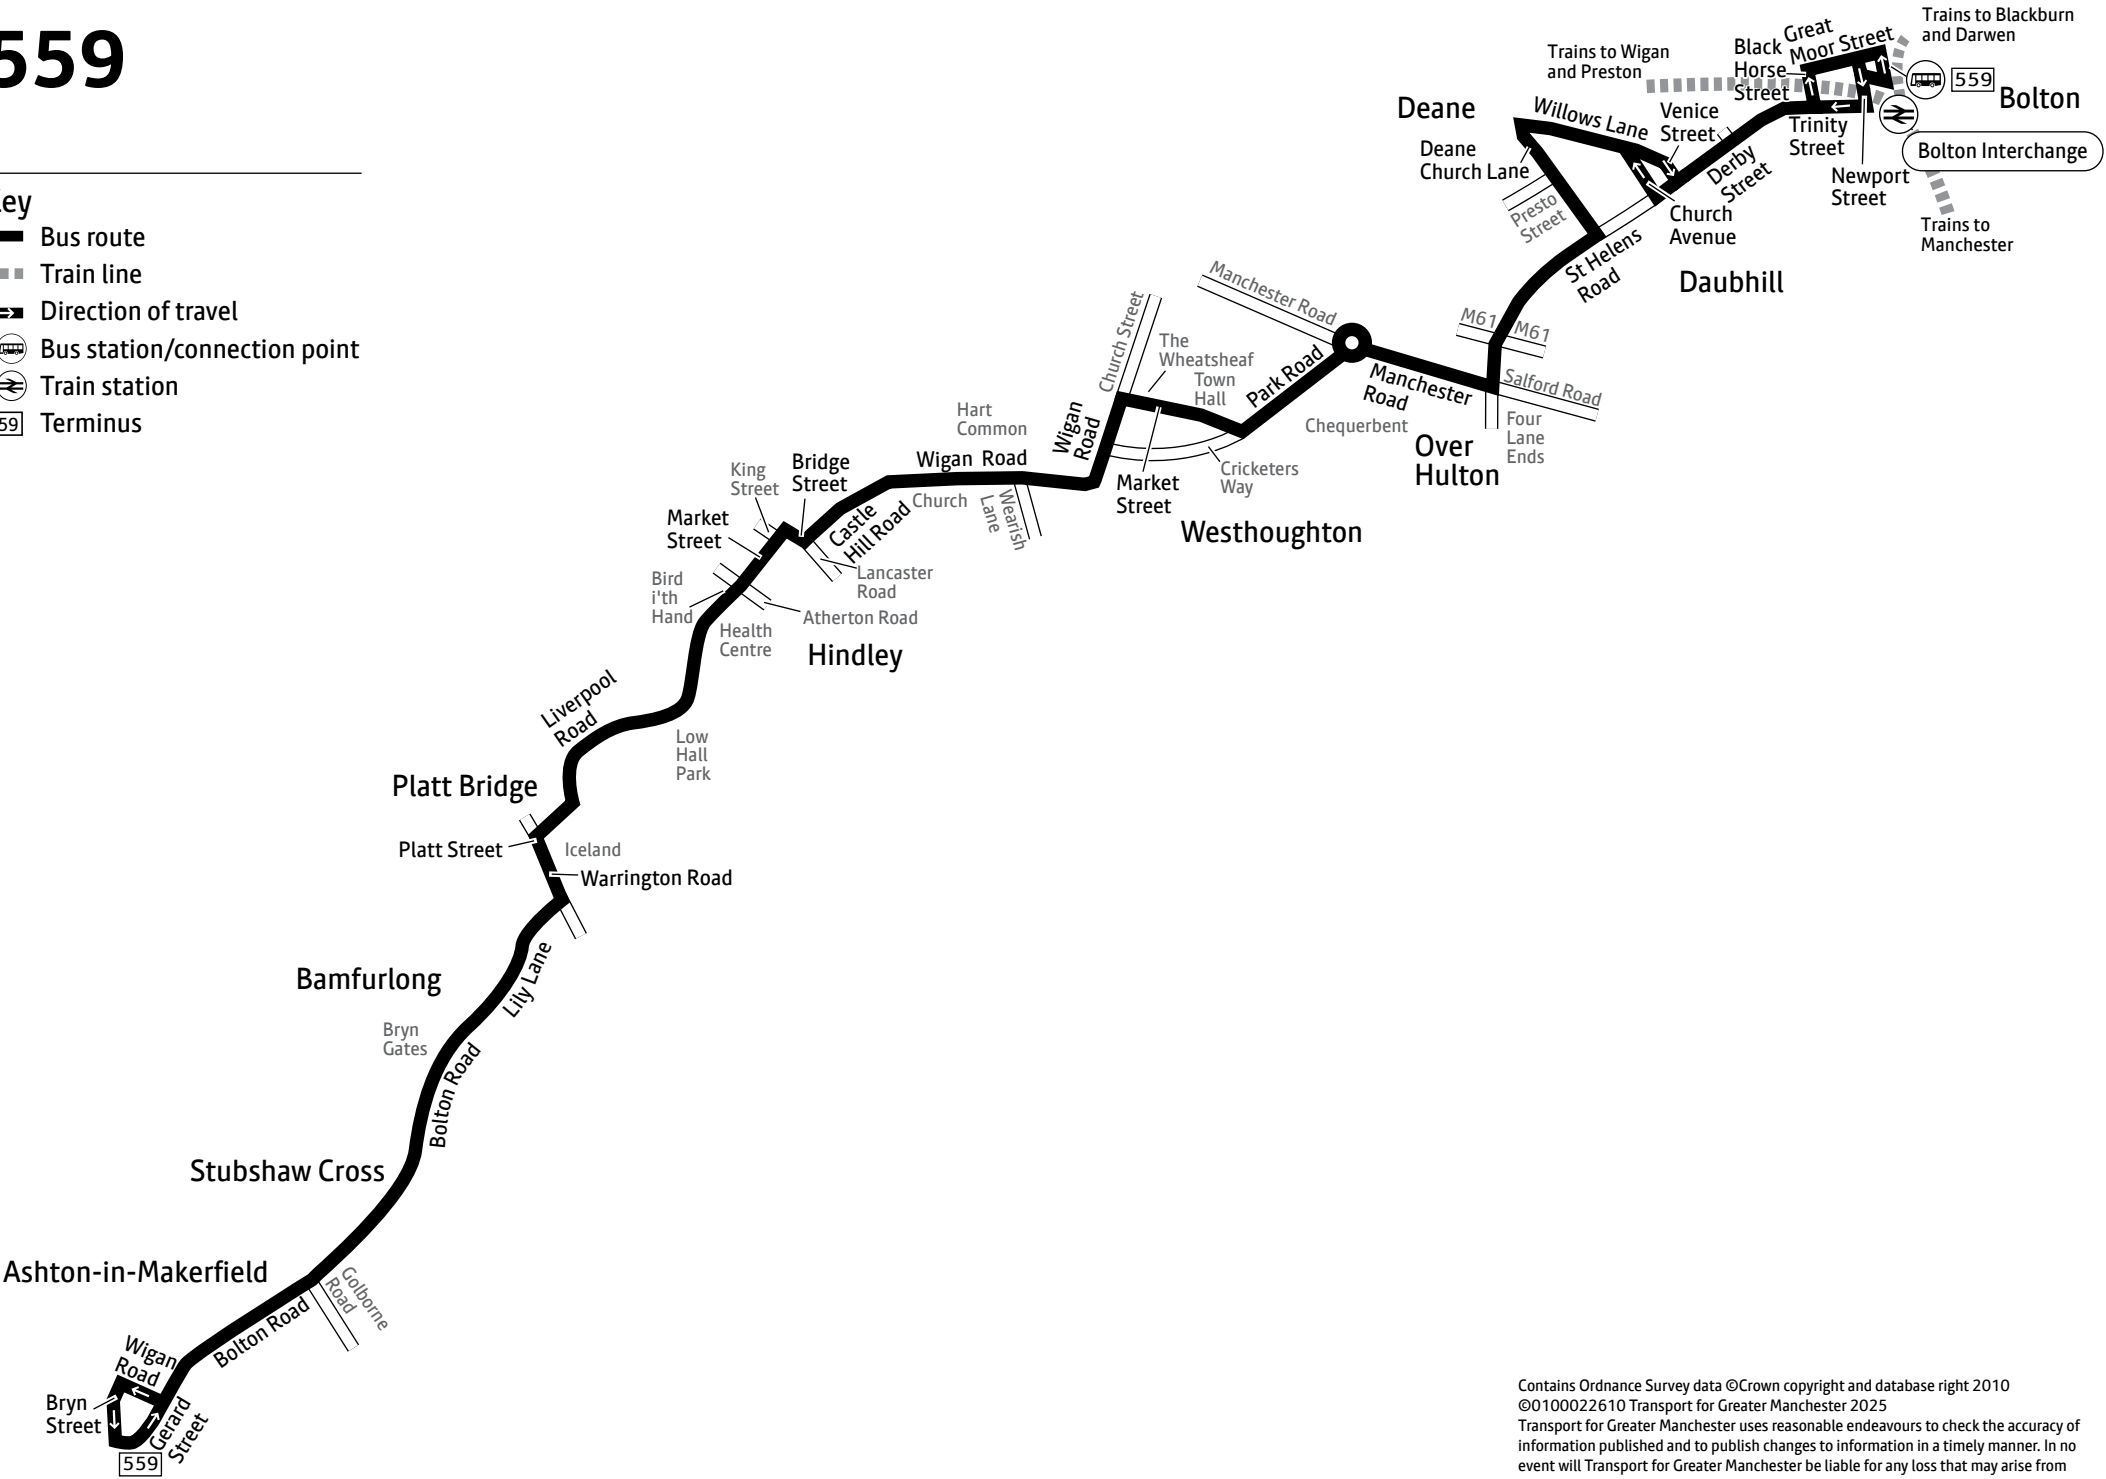 559
Key
Bus route
Train line
Direction of travel
Bus station/connection point
Train station
559 Terminus
Trains to Blackburn
and Darwen
Great
Moor Street
Black
Horse
Street
Trains to Wigan
and Preston
559
Bolton
Bolton Interchange
Trinity
Street
Newport
Street
Trains to
Manchester
Venice
Street
Derby
Street
Willows Lane
Deane
Deane
Church Lane
Presto
Street
Church
Avenue
St Helens
Road
Daubhill
M61
M61
Salford Road
Four
Lane
Ends
Over
Hulton
Manchester
Road
Chequerbent
Manchester Road
Park Road
Church Street
The
Wheatsheaf
Town
Hall
Cricketers
Way
Market
Street
Westhoughton
Wigan
Road
Hart
Common
Wigan Road
Church
Wearish
Lane
Castle
Hill Road
Bridge
Street
King
Street
Market
Street
Lancaster
Road
Bird
i'th
Hand
Atherton Road
Health
Centre
Hindley
Liverpool
Road
Low
Hall
Park
Platt Bridge
Platt Street
Iceland
Warrington Road
Lily Lane
Bamfurlong
Bryn
Gates
Bolton Road
Stubshaw Cross
Ashton-in-Makerfield
Golborne
Road
Bolton Road
Wigan
Road
Bryn
Street
Gerard
Street
559
Contains Ordnance Survey data ©Crown copyright and database right 2010
©0100022610 Transport for Greater Manchester 2025
Transport for Greater Manchester uses reasonable endeavours to check the accuracy of
information published and to publish changes to information in a timely manner. In no
event will Transport for Greater Manchester be liable for any loss that may arise from